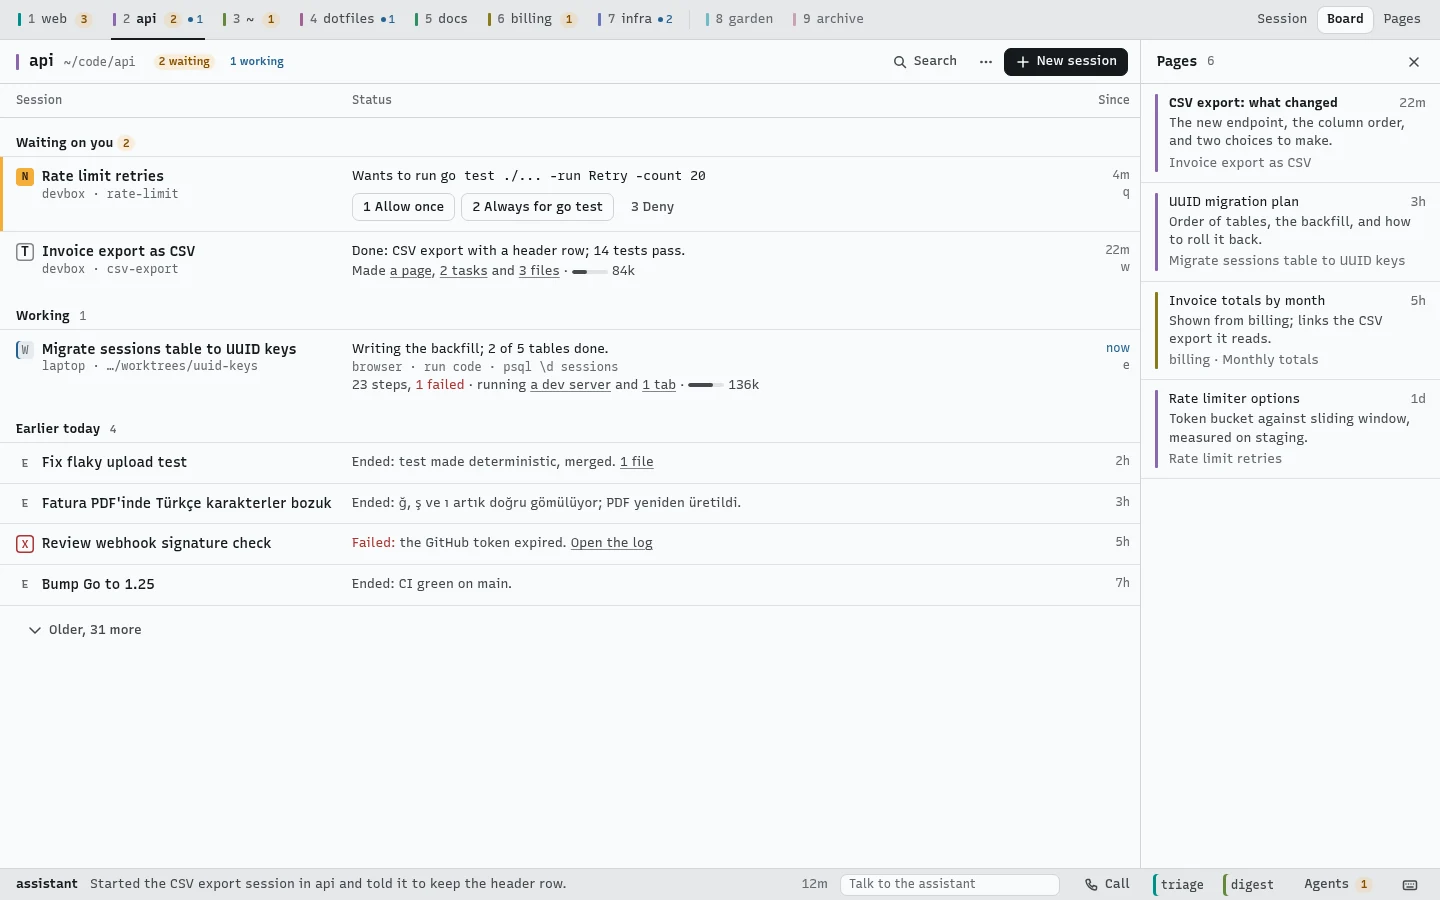 1 web 3 2 api 2 1 3 ~ 1 4 dotfiles 1 5 docs 6 billing 1 7 infra 2 8 garden 9 archive Session Board Pages
api ~/code/api 2 waiting 1 working Search ··· + New session
Pages 6
Session Status Since
Waiting on you 2
N Rate limit retries Wants to run go test ./... -run Retry -count 20 4m
devbox · rate-limit q
1 Allow once 2 Always for go test 3 Deny
T Invoice export as CSV Done: CSV export with a header row; 14 tests pass. 22m
devbox · csv-export Made a page, 2 tasks and 3 files · 84k w
Working 1
W Migrate sessions table to UUID keys Writing the backfill; 2 of 5 tables done. now
laptop · …/worktrees/uuid-keys browser · run code · psql \d sessions e
23 steps, 1 failed · running a dev server and 1 tab · 136k
Earlier today 4
E Fix flaky upload test Ended: test made deterministic, merged. 1 file 2h
E Fatura PDF'inde Türkçe karakterler bozuk Ended: ğ, ş ve ı artık doğru gömülüyor; PDF yeniden üretildi. 3h
X Review webhook signature check Failed: the GitHub token expired. Open the log 5h
E Bump Go to 1.25 Ended: CI green on main. 7h
Older, 31 more
CSV export: what changed 22m
The new endpoint, the column order,
and two choices to make.
Invoice export as CSV
UUID migration plan 3h
Order of tables, the backfill, and how
to roll it back.
Migrate sessions table to UUID keys
Invoice totals by month 5h
Shown from billing; links the CSV
export it reads.
billing · Monthly totals
Rate limiter options 1d
Token bucket against sliding window,
measured on staging.
Rate limit retries
assistant Started the CSV export session in api and told it to keep the header row. 12m Talk to the assistant Call triage digest Agents 1